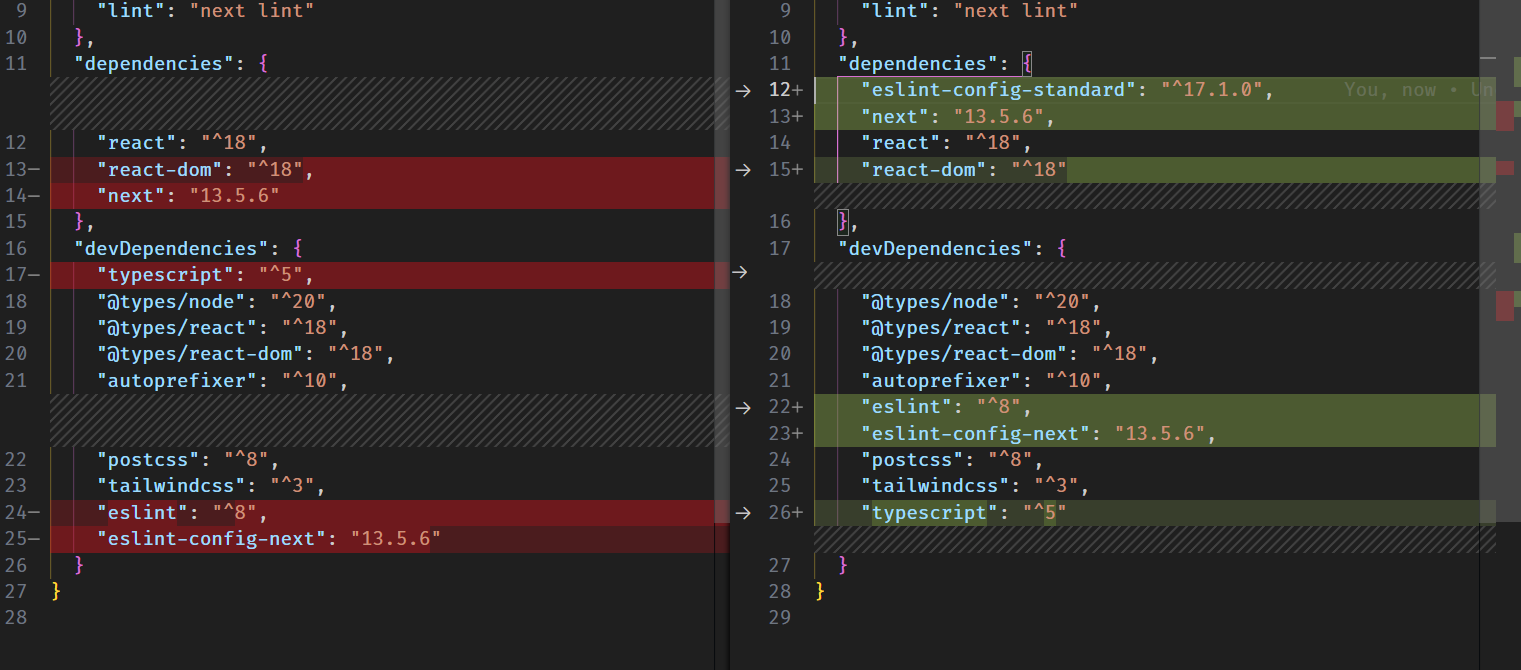 9 "lint": "next lint"
10 },
11 "dependencies": {
12 "react": "^18",
13— "react-dom": "^18",
14— "next": "13.5.6"
15 },
16 "devDependencies": {
17— "typescript": "^5",
18 "@types/node": "^20",
19 "@types/react": "^18",
20 "@types/react-dom": "^18",
21 "autoprefixer": "^10",
22 "postcss": "^8",
23 "tailwindcss": "^3",
24— "eslint": "^8",
25— "eslint-config-next": "13.5.6"
26 }
27 }
28
9 "lint": "next lint"
10 },
11 "dependencies": {
→ 12+ "eslint-config-standard": "^17.1.0", You, now • Un
13+ "next": "13.5.6",
14 "react": "^18",
→ 15+ "react-dom": "^18"
16 },
17 "devDependencies": {
→
18 "@types/node": "^20",
19 "@types/react": "^18",
20 "@types/react-dom": "^18",
21 "autoprefixer": "^10",
→ 22+ "eslint": "^8",
23+ "eslint-config-next": "13.5.6",
24 "postcss": "^8",
25 "tailwindcss": "^3",
→ 26+ "typescript": "^5"
27 }
28 }
29